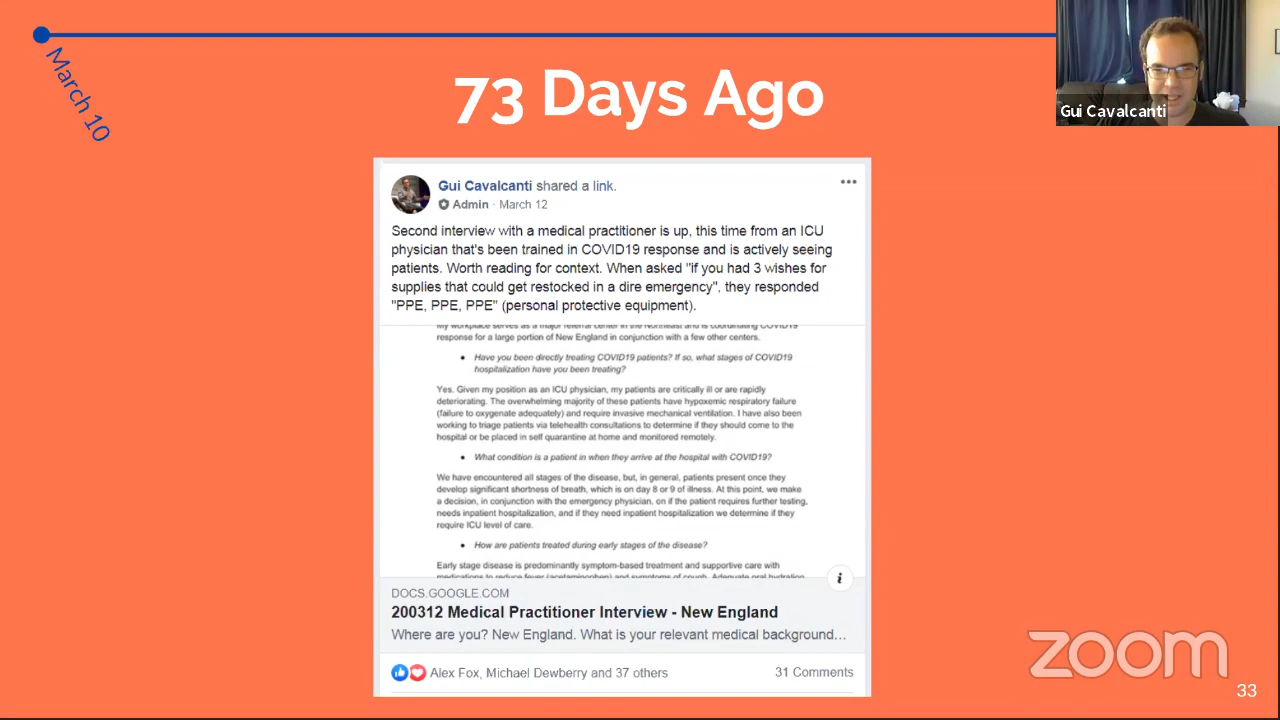 March 10
73 Days Ago
Gui Cavalcanti
Gui Cavalcanti shared a link.
Admin · March 12
Second interview with a medical practitioner is up, this time from an ICU
physician that's been trained in COVID19 response and is actively seeing
patients. Worth reading for context. When asked "if you had 3 wishes for
supplies that could get restocked in a dire emergency", they responded
"PPE, PPE, PPE" (personal protective equipment).
My workplace serves as a major referral center in the Northeast and is coordinating COVID19
response for a large portion of New England in conjunction with a few other centers.
• Have you been directly treating COVID19 patients? If so, what stages of COVID19
hospitalization have you been treating?
Yes. Given my position as an ICU physician, my patients are critically ill or are rapidly
deteriorating. The overwhelming majority of these patients have hypoxemic respiratory failure
(failure to oxygenate adequately) and require invasive mechanical ventilation. I have also been
working to triage patients via telehealth consultations to determine if they should come to the
hospital or be placed in self quarantine at home and monitored remotely.
• What condition is a patient in when they arrive at the hospital with COVID19?
We have encountered all stages of the disease, but, in general, patients present once they
develop significant shortness of breath, which is on day 8 or 9 of illness. At this point, we make
a decision, in conjunction with the emergency physician, on if the patient requires further testing,
needs inpatient hospitalization, and if they need inpatient hospitalization we determine if they
require ICU level of care.
• How are patients treated during early stages of the disease?
Early stage disease is predominantly symptom-based treatment and supportive care with
medications to reduce fever (acetaminophen) and symptoms of cough. Adequate oral hydration
DOCS.GOOGLE.COM
200312 Medical Practitioner Interview - New England
Where are you? New England. What is your relevant medical background...
Alex Fox, Michael Dewberry and 37 others
31 Comments
zoom
33